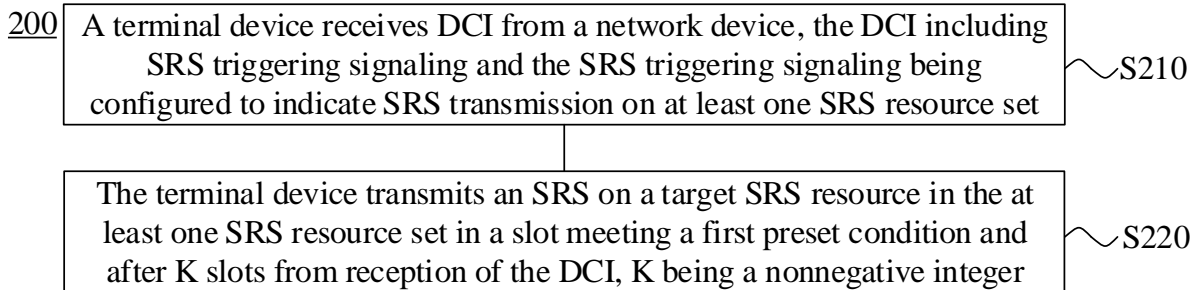 200
A terminal device receives DCI from a network device, the DCI including
SRS triggering signaling and the SRS triggering signaling being
configured to indicate SRS transmission on at least one SRS resource set
S210
The terminal device transmits an SRS on a target SRS resource in the at
least one SRS resource set in a slot meeting a first preset condition and
after K slots from reception of the DCI, K being a nonnegative integer
S220